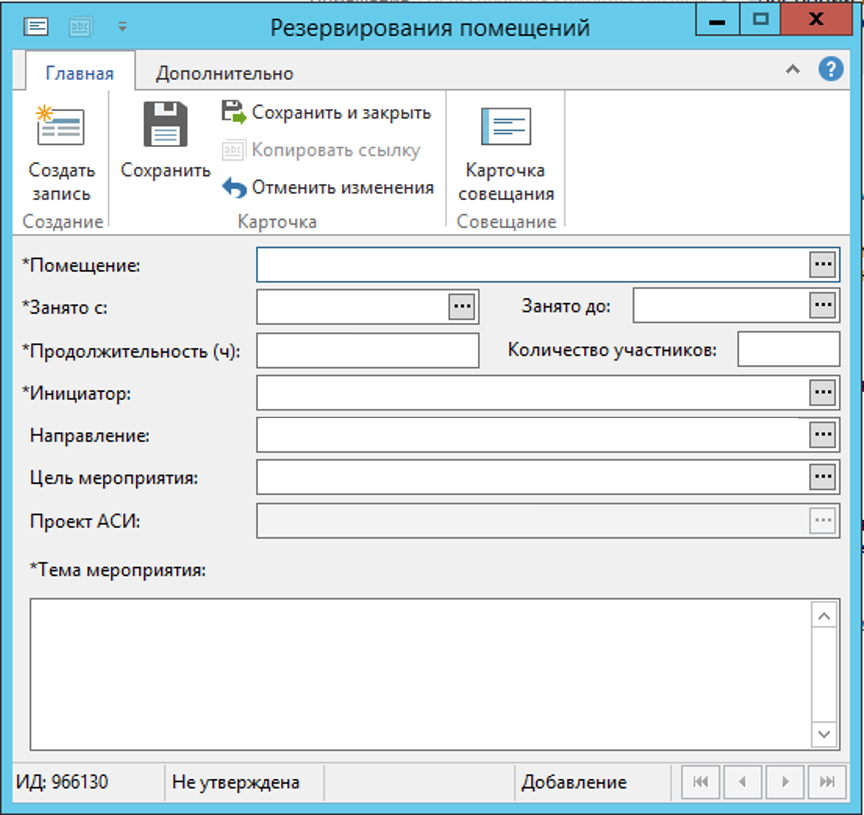 Резервирования помещений
Главная Дополнительно
Создать запись
Сохранить
Сохранить и закрыть
Копировать ссылку
Отменить изменения
Карточка совещания
Создание Карточка Совещание
*Помещение:
*Занято с: Занято до:
*Продолжительность (ч): Количество участников:
*Инициатор:
Направление:
Цель мероприятия:
Проект АСИ:
*Тема мероприятия:
ИД: 966130 Не утверждена Добавление